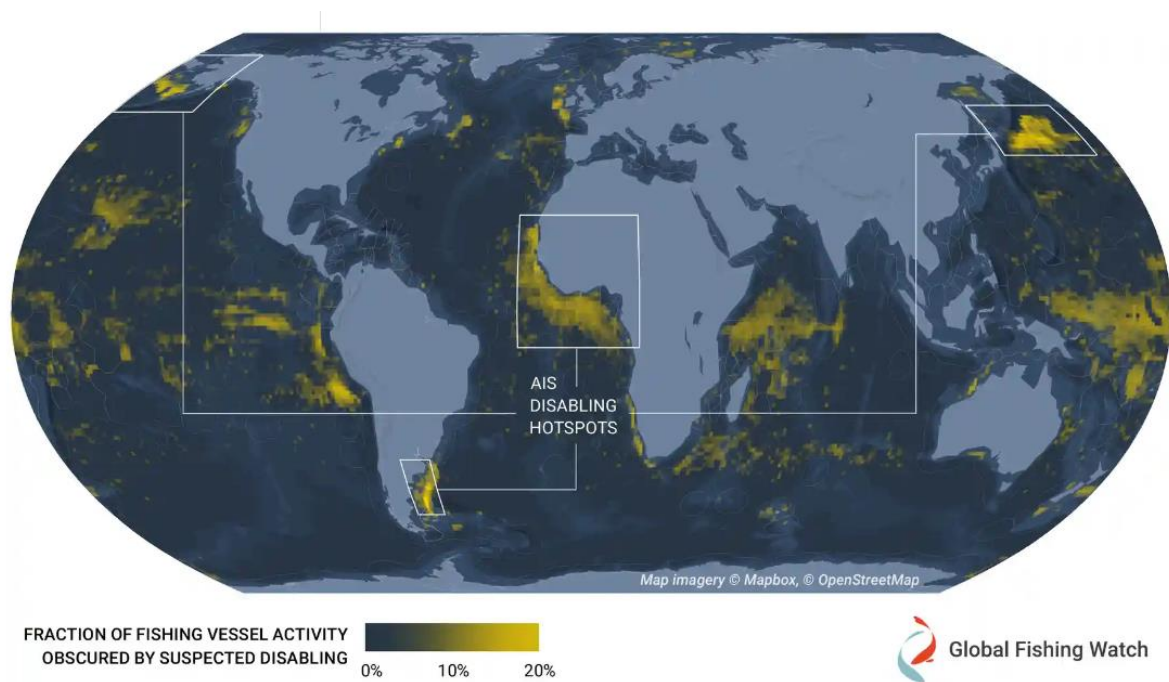 AIS
DISABLING
HOTSPOTS
Map imagery © Mapbox, © OpenStreetMap
FRACTION OF FISHING VESSEL ACTIVITY
OBSCURED BY SUSPECTED DISABLING
0% 10% 20%
Global Fishing Watch